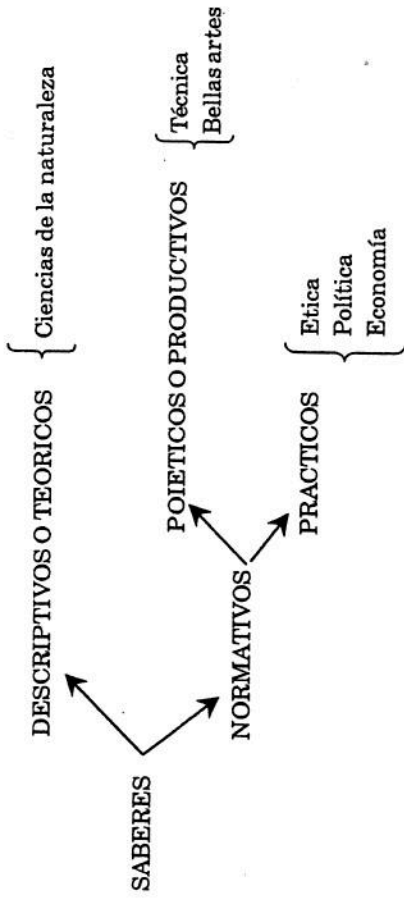 SABERES
DESCRIPTIVOS O TEORICOS
Ciencias de la naturaleza
NORMATIVOS
POIETICOS O PRODUCTIVOS
Técnica
Bellas artes
PRACTICOS
Etica
Política
Economía